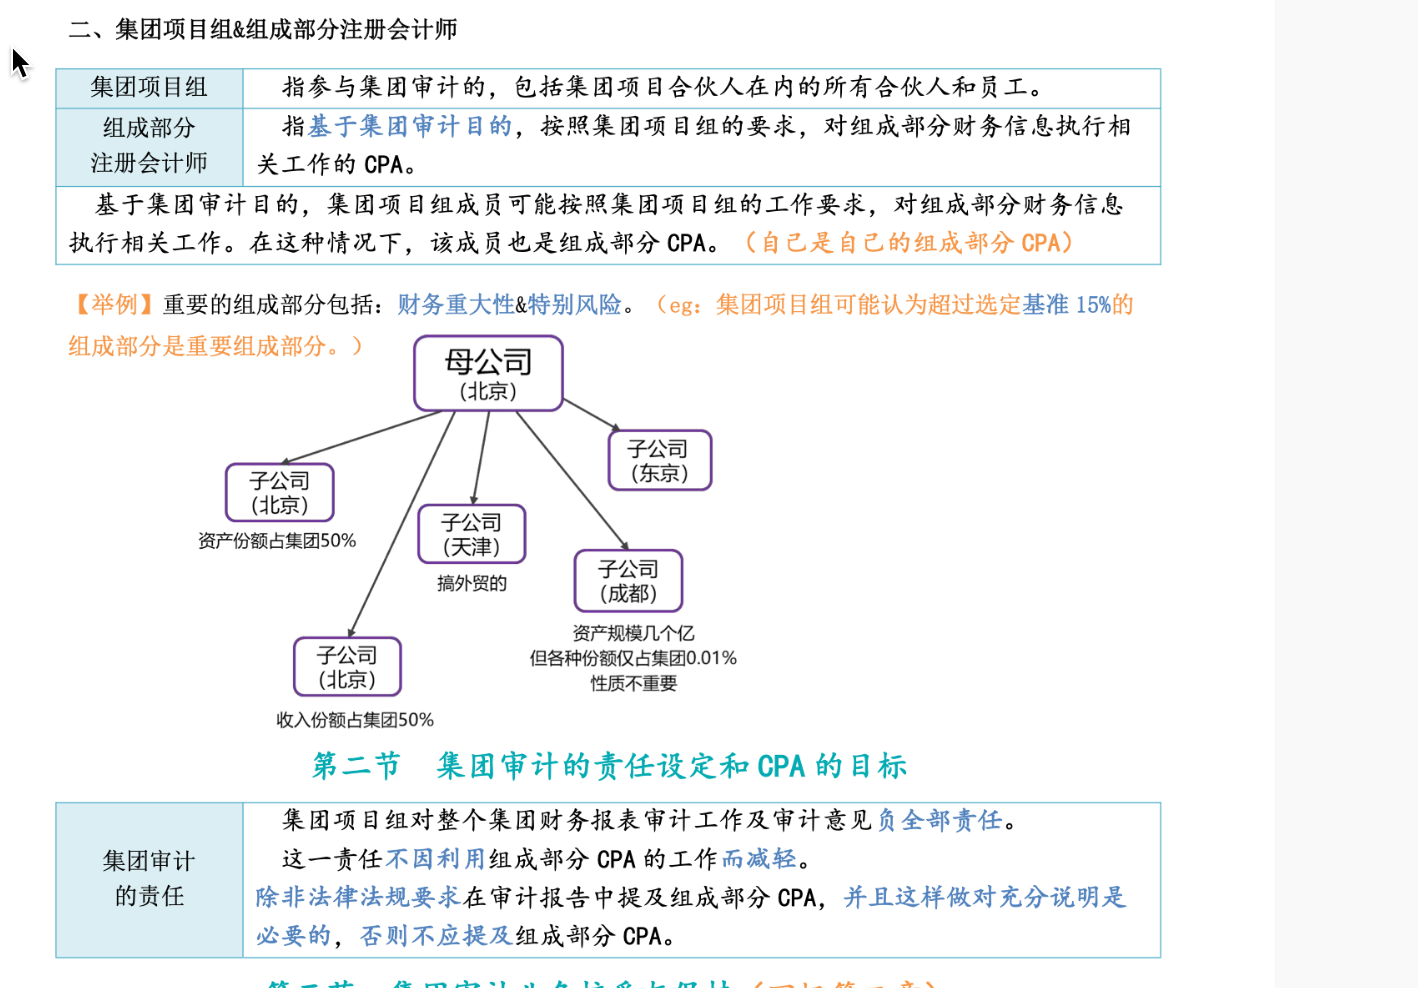 二、集团项目组&组成部分注册会计师
集团项目组
指参与集团审计的，包括集团项目合伙人在内的所有合伙人和员工。
组成部分
注册会计师
指基于集团审计目的，按照集团项目组的要求，对组成部分财务信息执行相
关工作的 CPA。
基于集团审计目的，集团项目组成员可能按照集团项目组的工作要求，对组成部分财务信息
执行相关工作。在这种情况下，该成员也是组成部分 CPA。（自己是自己的组成部分 CPA）
【举例】重要的组成部分包括：财务重大性&特别风险。（eg：集团项目组可能认为超过选定基准 15%的
组成部分是重要组成部分。）
母公司
（北京）
子公司
（东京）
子公司
（北京）
资产份额占集团50%
子公司
（天津）
搞外贸的
子公司
（成都）
资产规模几个亿
但各种份额仅占集团0.01%
性质不重要
子公司
（北京）
收入份额占集团50%
第二节 集团审计的责任设定和 CPA 的目标
集团审计
的责任
集团项目组对整个集团财务报表审计工作及审计意见负全部责任。
这一责任不因利用组成部分 CPA 的工作而减轻。
除非法律法规要求在审计报告中提及组成部分 CPA，并且这样做对充分说明是
必要的，否则不应提及组成部分 CPA。